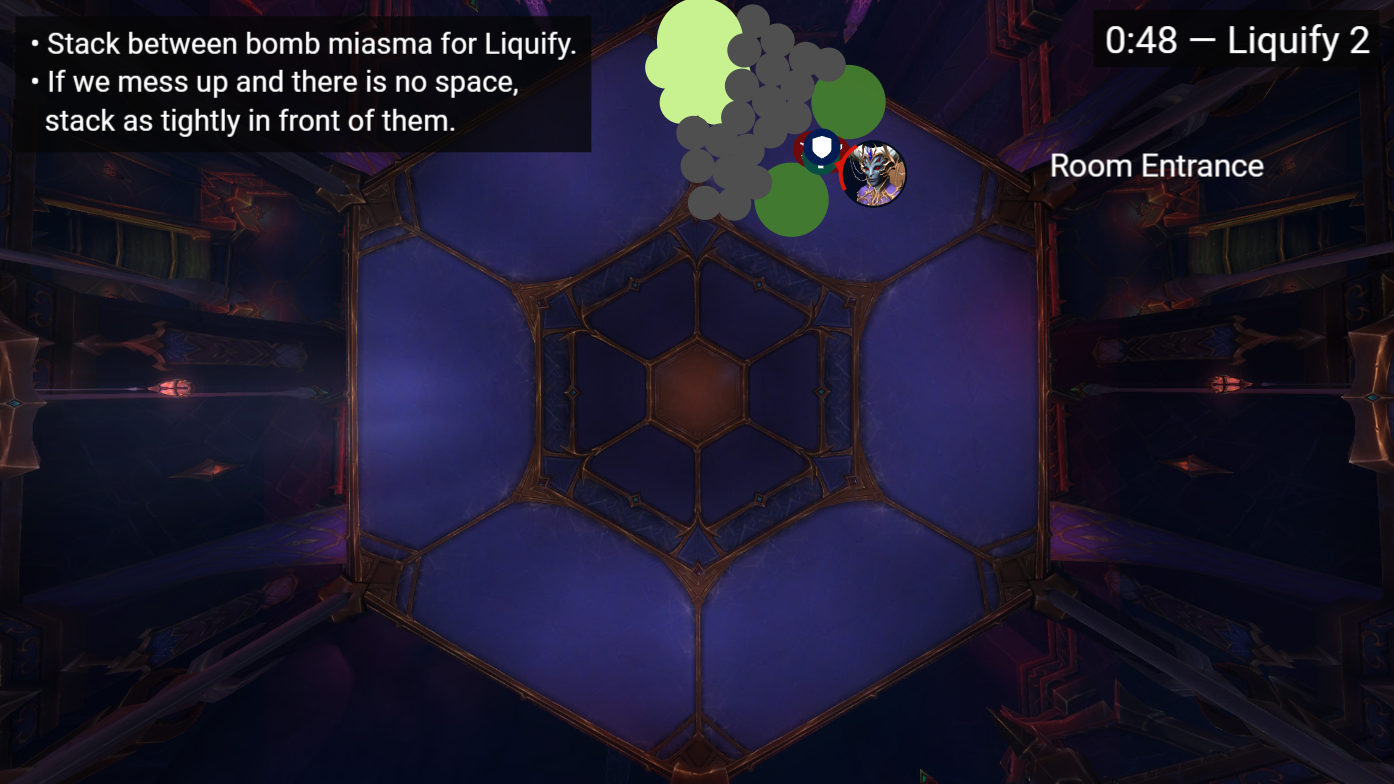 • Stack between bomb miasma for Liquify.
• If we mess up and there is no space,
stack as tightly in front of them.
0:48 — Liquify 2
Room Entrance